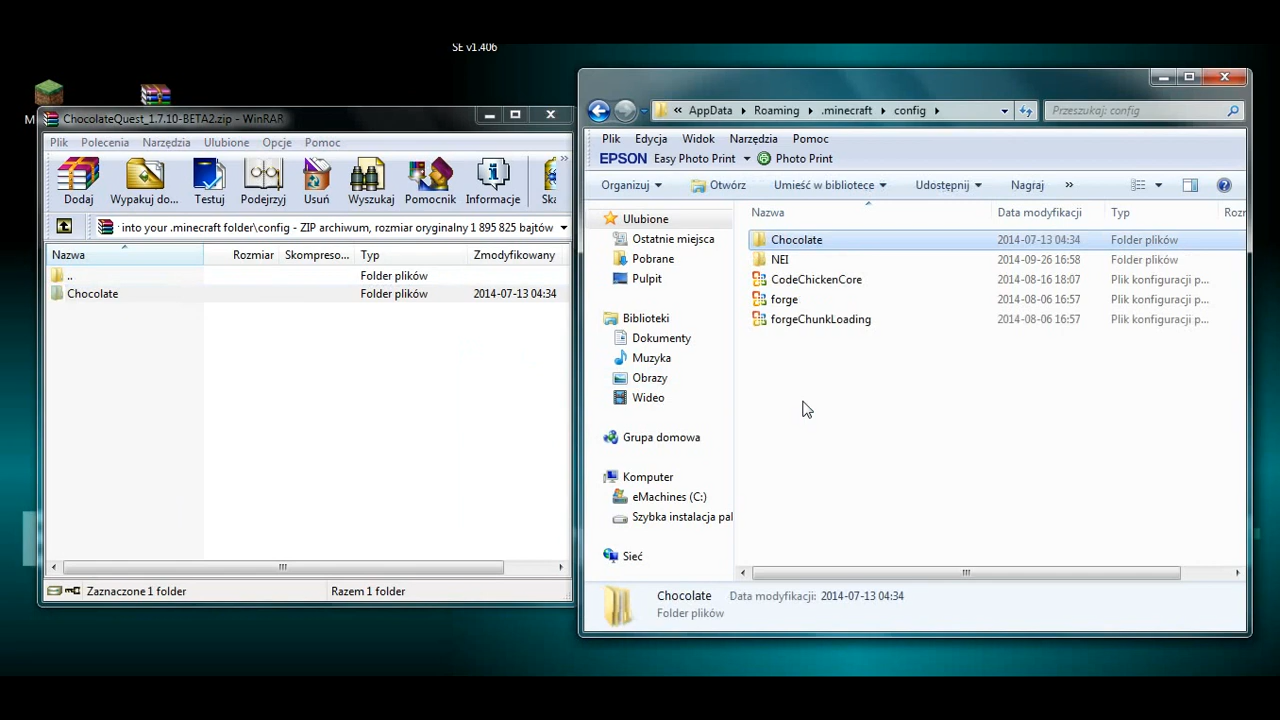 SE v1.406
M
ChocolateQuest_1.7.10-BETA2.zip - WinRAR
Plik Polecenia Narzędzia Ulubione Opcje Pomoc
Dodaj Wypakuj do... Testuj Podejrzyj Usuń Wyszukaj Pomocnik Informacje Ska
into your .minecraft folder\config - ZIP archiwum, rozmiar oryginalny 1 895 825 bajtów
Nazwa Rozmiar Skompreso... Typ Zmodyfikowany
.. Folder plików
Chocolate Folder plików 2014-07-13 04:34
Zaznaczone 1 folder Razem 1 folder
« AppData Roaming .minecraft config Przeszukaj: config
Plik Edycja Widok Narzędzia Pomoc
EPSON Easy Photo Print Photo Print
Organizuj Otwórz Umieść w bibliotece Udostępnij Nagraj »
Ulubione
Ostatnie miejsca
Pobrane
Pulpit
Biblioteki
Dokumenty
Muzyka
Obrazy
Wideo
Grupa domowa
Komputer
eMachines (C:)
Szybka instalacja pal
Sieć
Nazwa Data modyfikacji Typ Rozm
Chocolate 2014-07-13 04:34 Folder plików
NEI 2014-09-26 16:58 Folder plików
CodeChickenCore 2014-08-16 18:07 Plik konfiguracji p...
forge 2014-08-06 16:57 Plik konfiguracji p...
forgeChunkLoading 2014-08-06 16:57 Plik konfiguracji p...
Chocolate Data modyfikacji: 2014-07-13 04:34
Folder plików